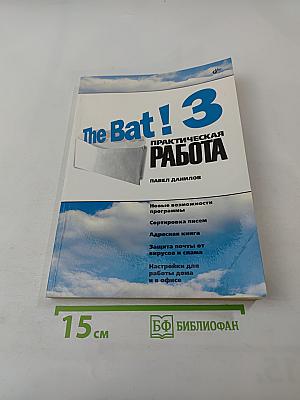 The Bat! 3
ПРАКТИЧЕСКАЯ
РАБОТА
ПАВЕЛ ДАНИЛОВ
Новые возможности
программы
Сортировка писем
Адресная книга
Защита почты от
вирусов и спама
Настройки для
работы дома
и в офисе
15 см
БФ БИБЛИОФАН